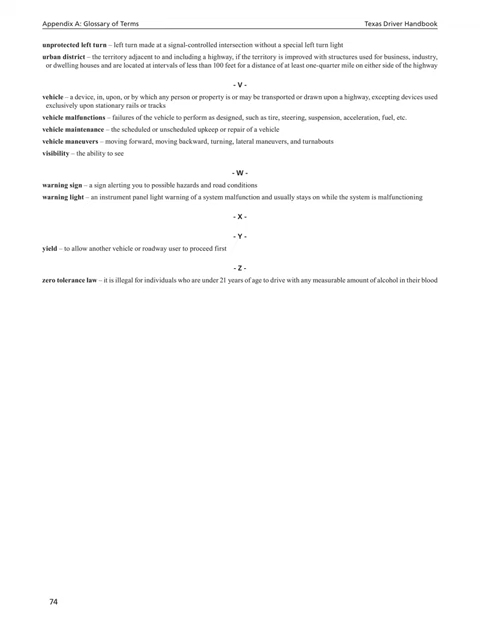 Appendix A: Glossary of Terms
Texas Driver Handbook
unprotected left turn – left turn made at a signal-controlled intersection without a special left turn light
urban district – the territory adjacent to and including a highway, if the territory is improved with structures used for business, industry,
or dwelling houses and are located at intervals of less than 100 feet for a distance of at least one-quarter mile on either side of the highway
- V -
vehicle – a device, in, upon, or by which any person or property is or may be transported or drawn upon a highway, excepting devices used
exclusively upon stationary rails or tracks
vehicle malfunctions – failures of the vehicle to perform as designed, such as tire, steering, suspension, acceleration, fuel, etc.
vehicle maintenance – the scheduled or unscheduled upkeep or repair of a vehicle
vehicle maneuvers – moving forward, moving backward, turning, lateral maneuvers, and turnabouts
visibility – the ability to see
- W -
warning sign – a sign alerting you to possible hazards and road conditions
warning light – an instrument panel light warning of a system malfunction and usually stays on while the system is malfunctioning
- X -
- Y -
yield – to allow another vehicle or roadway user to proceed first
- Z -
zero tolerance law – it is illegal for individuals who are under 21 years of age to drive with any measurable amount of alcohol in their blood
74